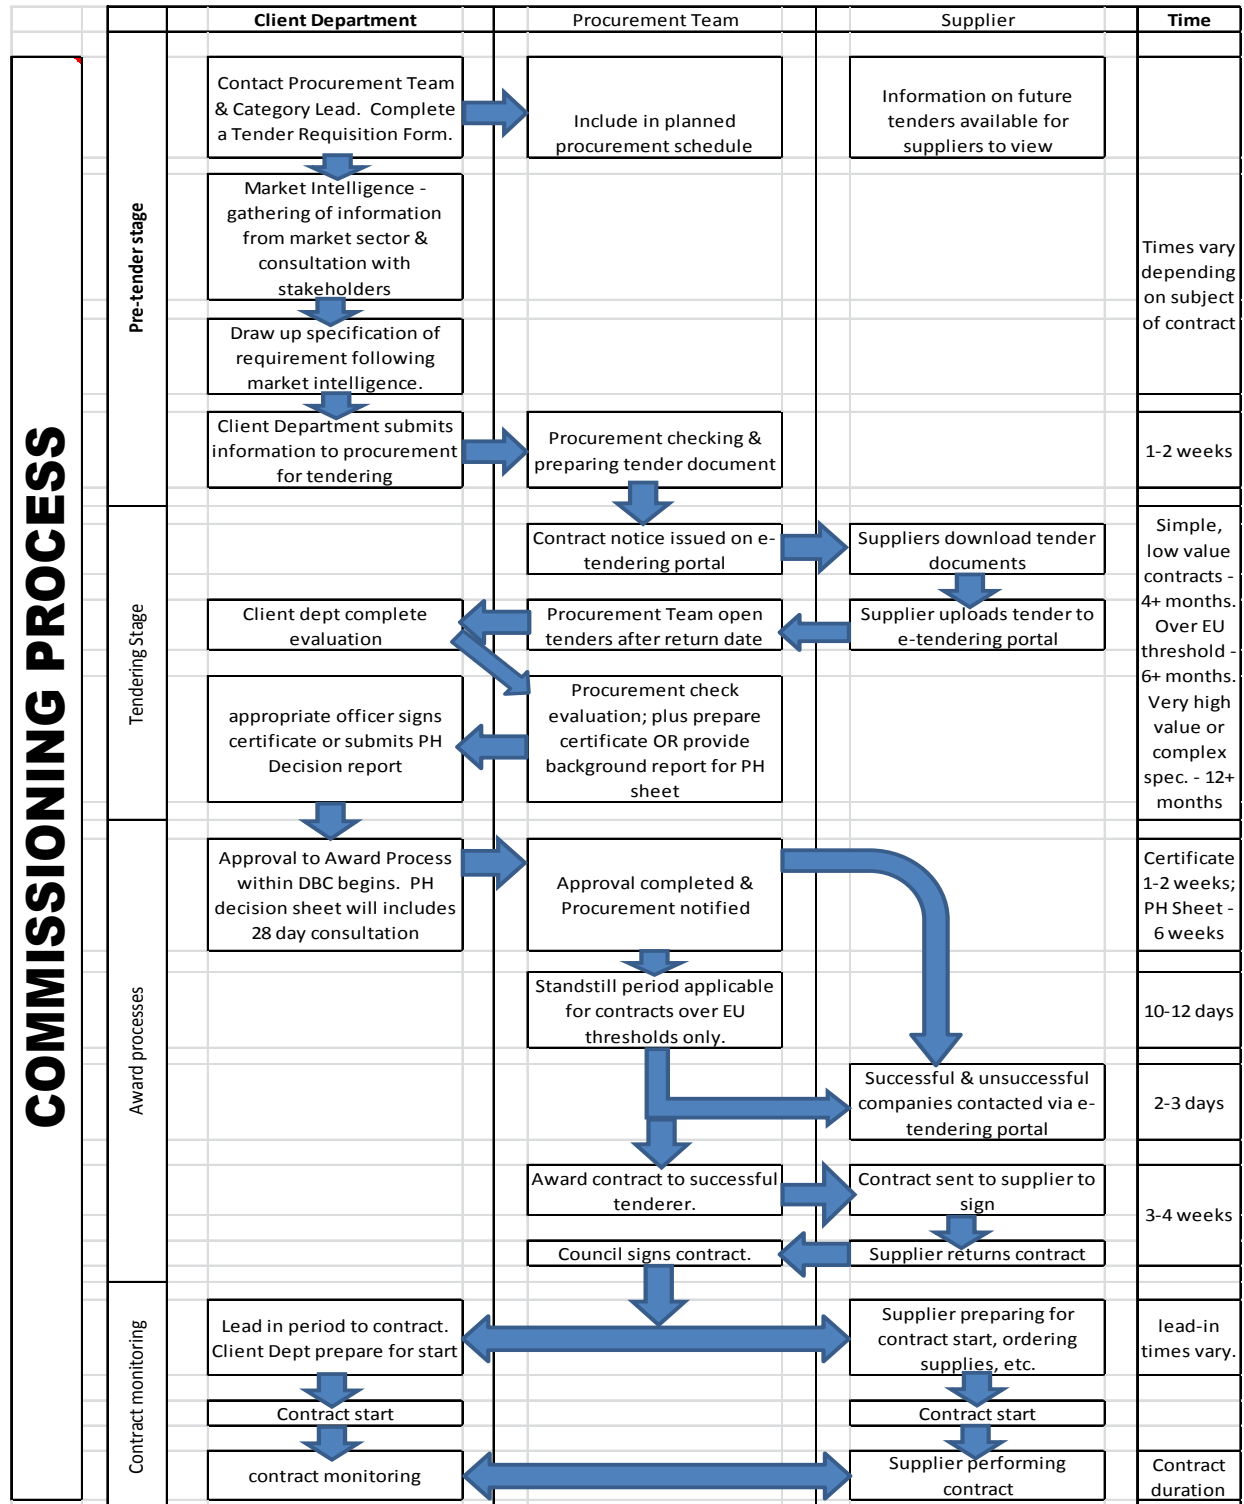 Client Department
Procurement Team
Supplier
Time
COMMISSIONING PROCESS
Pre-tender stage
Contact Procurement Team
& Category Lead.  Complete
a Tender Requisition Form.
Include in planned
procurement schedule
Information on future
tenders available for
suppliers to view
Market Intelligence -
gathering of information
from market sector &
consultation with
stakeholders
Times vary
depending
on subject
of contract
Draw up specification of
requirement following
market intelligence.
Client Department submits
information to procurement
for tendering
Procurement checking &
preparing tender document
1-2 weeks
Tendering Stage
Contract notice issued on e-
tendering portal
Suppliers download tender
documents
Simple,
low value
contracts -
4+ months.
Over EU
threshold -
6+ months.
Very high
value or
complex
spec. - 12+
months
Client dept complete
evaluation
Procurement Team open
tenders after return date
Supplier uploads tender to
e-tendering portal
appropriate officer signs
certificate or submits PH
Decision report
Procurement check
evaluation; plus prepare
certificate OR provide
background report for PH
sheet
Award processes
Approval to Award Process
within DBC begins.  PH
decision sheet will includes
28 day consultation
Approval completed &
Procurement notified
Certificate
1-2 weeks;
PH Sheet -
6 weeks
Standstill period applicable
for contracts over EU
thresholds only.
10-12 days
Successful & unsuccessful
companies contacted via e-
tendering portal
2-3 days
Award contract to successful
tenderer.
Contract sent to supplier to
sign
3-4 weeks
Council signs contract.
Supplier returns contract
Contract monitoring
Lead in period to contract.
Client Dept prepare for start
Supplier preparing for
contract start, ordering
supplies, etc.
lead-in
times vary.
Contract start
Contract start
contract monitoring
Supplier performing
contract
Contract
duration